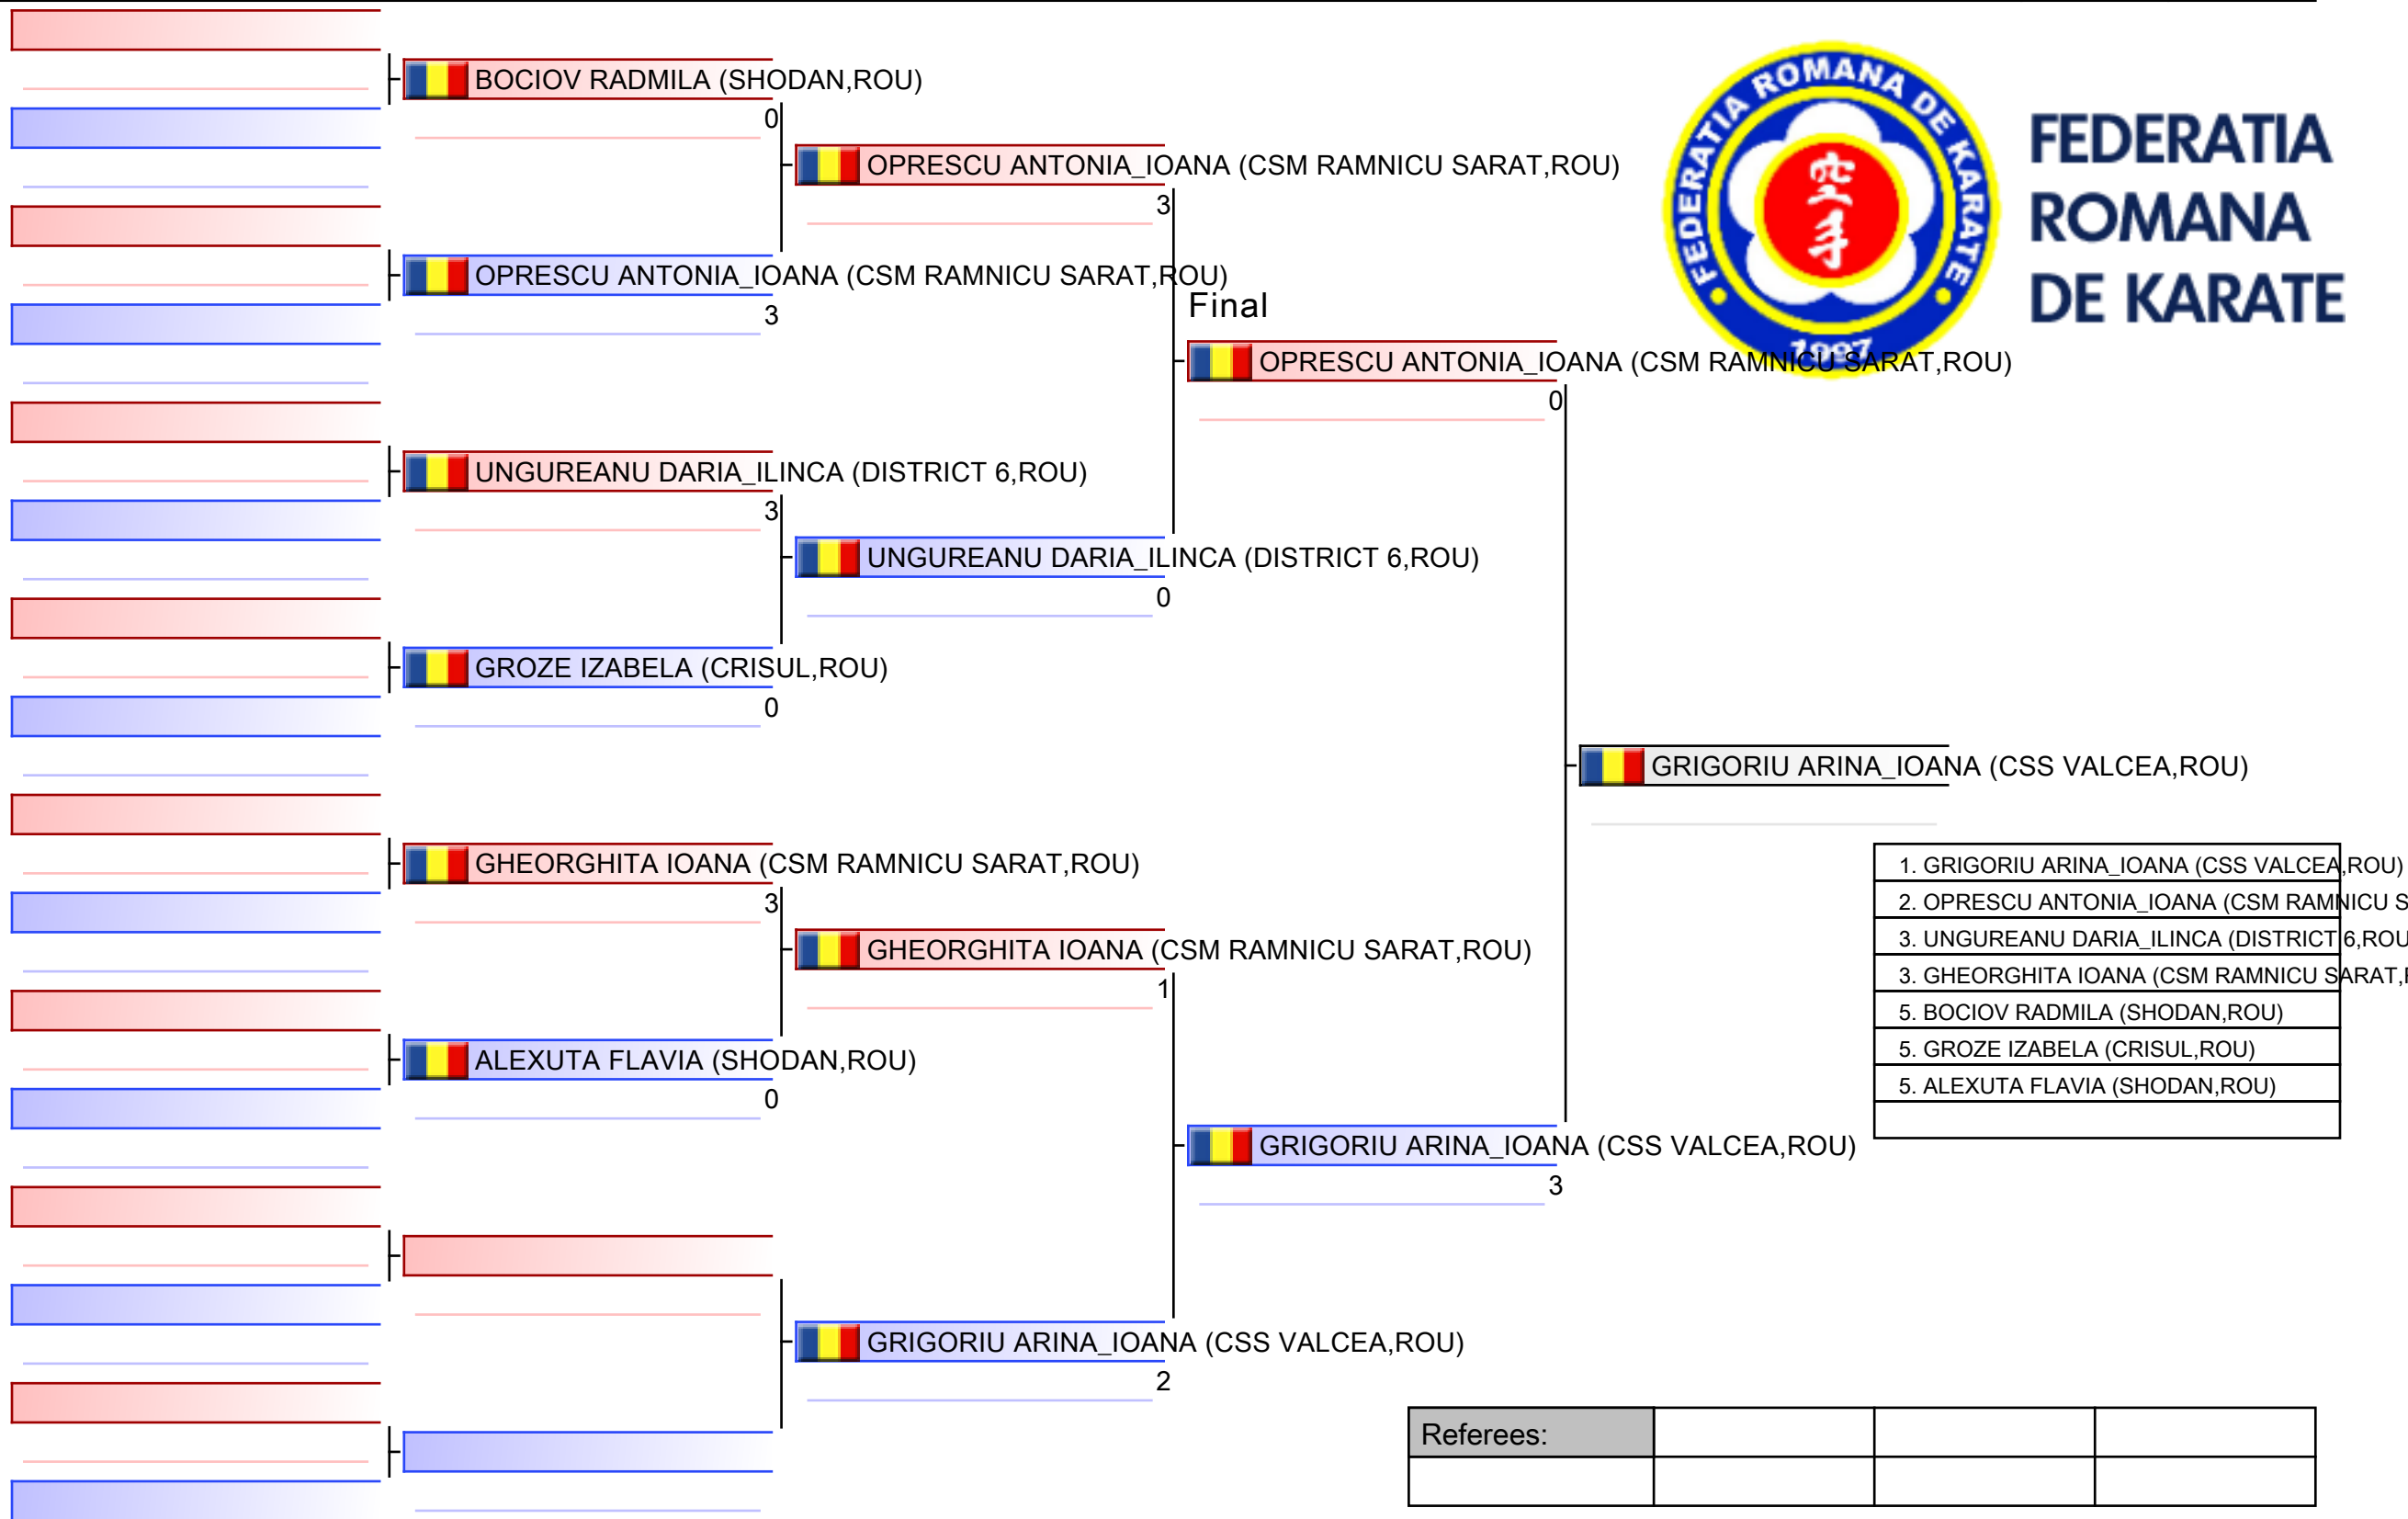 BOCIOV RADMILA (SHODAN,ROU)
0
OPRESCU ANTONIA_IOANA (CSM RAMNICU SARAT,ROU)
3
OPRESCU ANTONIA_IOANA (CSM RAMNICU SARAT,ROU)
3
Final
OPRESCU ANTONIA_IOANA (CSM RAMNICU SARAT,ROU)
0
UNGUREANU DARIA_ILINCA (DISTRICT 6,ROU)
3
UNGUREANU DARIA_ILINCA (DISTRICT 6,ROU)
0
GROZE IZABELA (CRISUL,ROU)
0
GRIGORIU ARINA_IOANA (CSS VALCEA,ROU)
GHEORGHITA IOANA (CSM RAMNICU SARAT,ROU)
3
GHEORGHITA IOANA (CSM RAMNICU SARAT,ROU)
1
ALEXUTA FLAVIA (SHODAN,ROU)
0
GRIGORIU ARINA_IOANA (CSS VALCEA,ROU)
3
GRIGORIU ARINA_IOANA (CSS VALCEA,ROU)
2
FEDERATIA ROMANA DE KARATE
空手
1997
FEDERATIA
ROMANA
DE KARATE
1. GRIGORIU ARINA_IOANA (CSS VALCEA,ROU)
2. OPRESCU ANTONIA_IOANA (CSM RAMNICU S
3. UNGUREANU DARIA_ILINCA (DISTRICT 6,ROU
3. GHEORGHITA IOANA (CSM RAMNICU SARAT,
5. BOCIOV RADMILA (SHODAN,ROU)
5. GROZE IZABELA (CRISUL,ROU)
5. ALEXUTA FLAVIA (SHODAN,ROU)
Referees: